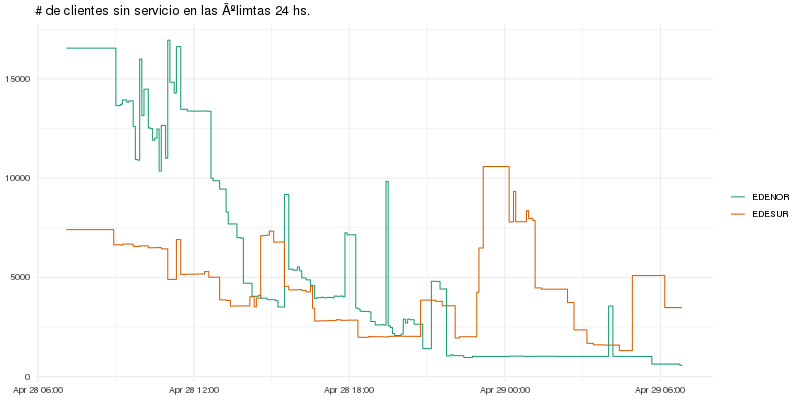 # de clientes sin servicio en las Ãºlimtas 24 hs.
15000
10000
5000
0
Apr 28 06:00
Apr 28 12:00
Apr 28 18:00
Apr 29 00:00
Apr 29 06:00
EDENOR
EDESUR